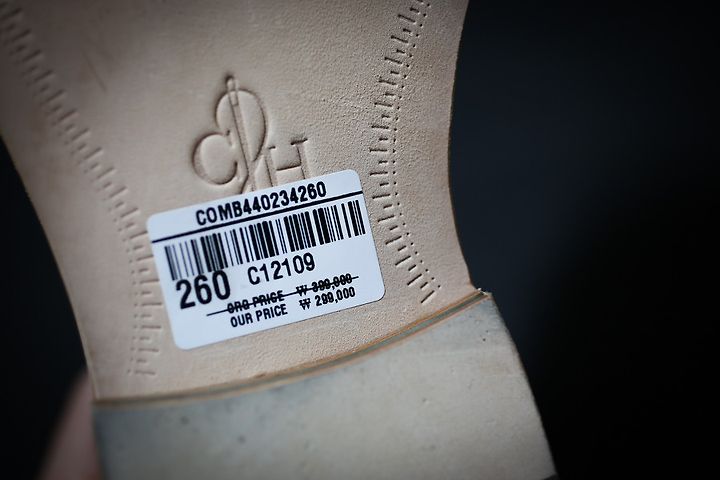 C H
COMB440234260
260 C12109
ORG PRICE ₩ 399,000
OUR PRICE ₩ 299,000